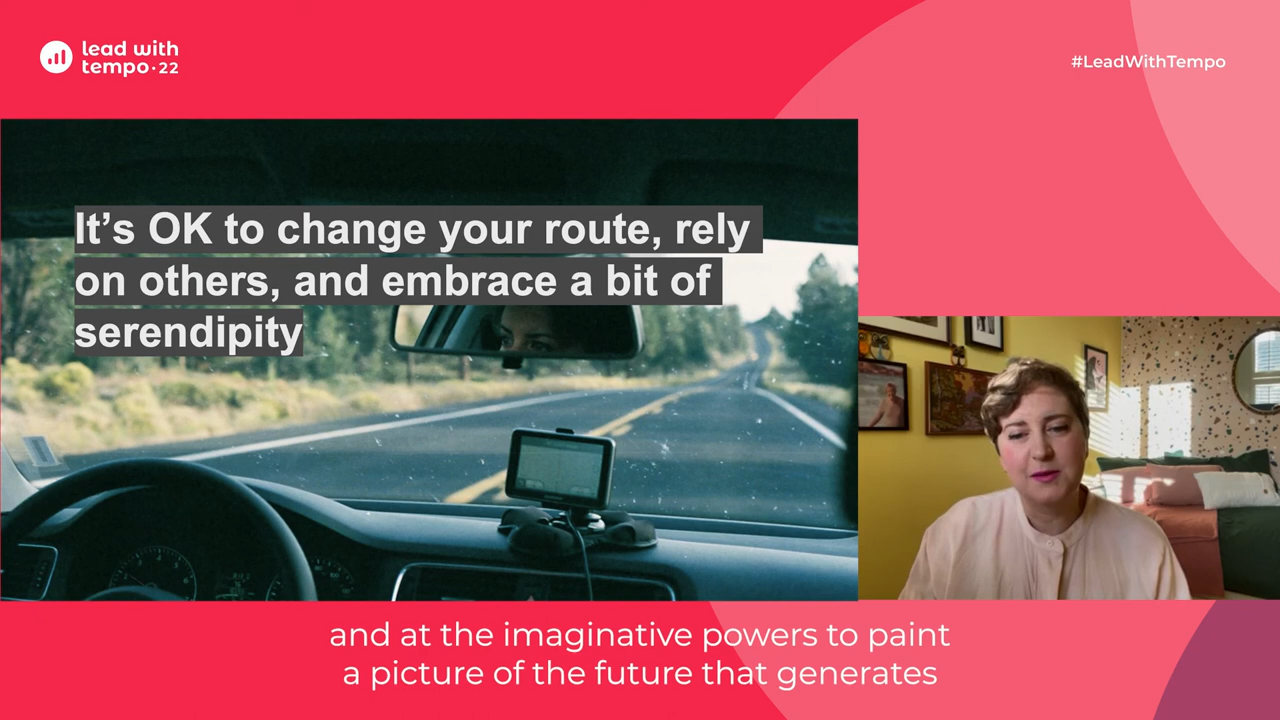 lead with
tempo·22
#LeadWithTempo
It's OK to change your route, rely
on others, and embrace a bit of
serendipity
and at the imaginative powers to paint
a picture of the future that generates